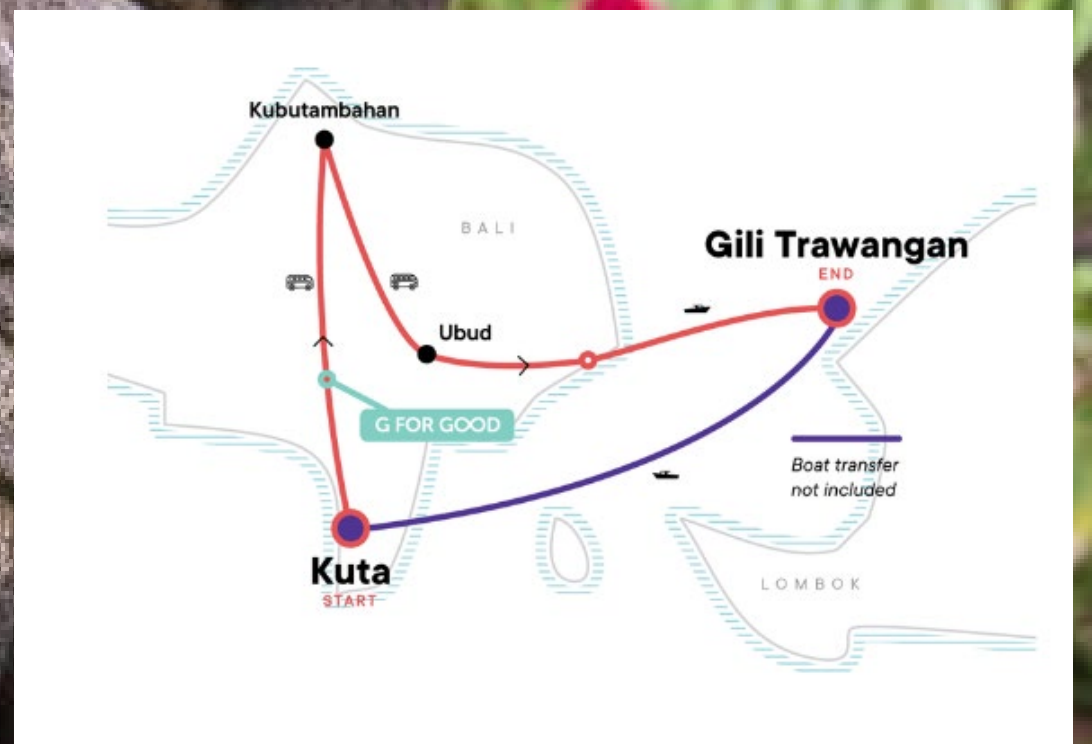 Kubutambahan
BALI
Gili Trawangan
END
Ubud
G FOR GOOD
Boat transfer
not included
Kuta
START
LOMBOK